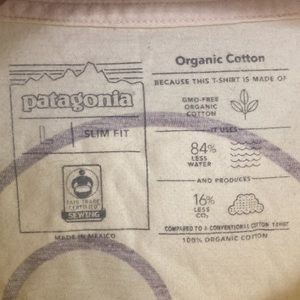 patagonia
SLIM FIT
FAIR TRADE
CERTIFIED
SEWING
MADE IN MEXICO
Organic Cotton
BECAUSE THIS T-SHIRT IS MADE OF
GMO-FREE
ORGANIC
COTTON
IT USES
84%
LESS
WATER
AND PRODUCES
16%
LESS
CO₂
COMPARED TO A CONVENTIONAL COTTON T-SHIRT
100% ORGANIC COTTON